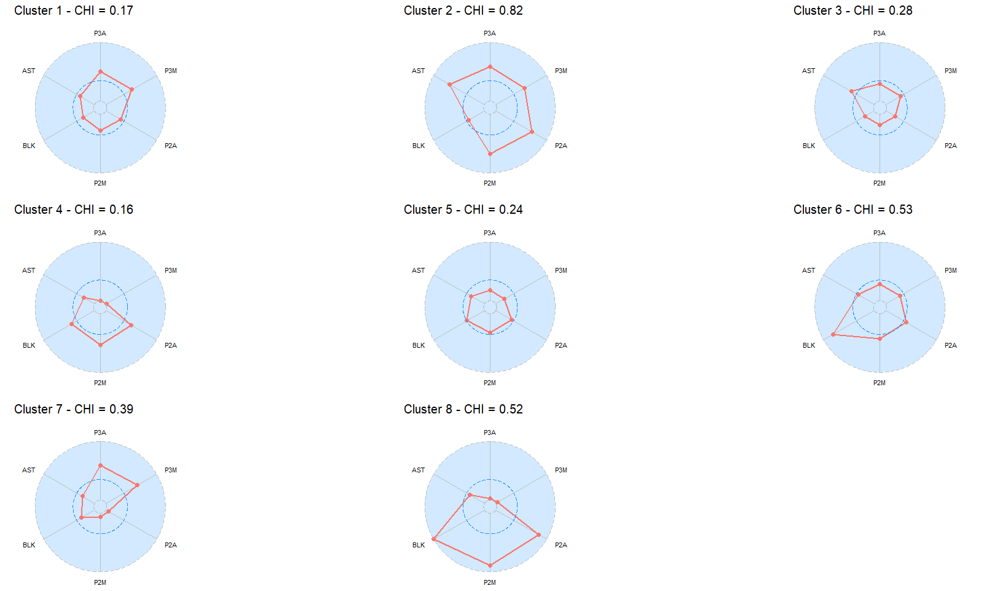 Cluster 1 - CHI = 0.17
P3A
AST
P3M
BLK
P2A
P2M
Cluster 2 - CHI = 0.82
P3A
AST
P3M
BLK
P2A
P2M
Cluster 3 - CHI = 0.28
P3A
AST
P3M
BLK
P2A
P2M
Cluster 4 - CHI = 0.16
P3A
AST
P3M
BLK
P2A
P2M
Cluster 5 - CHI = 0.24
P3A
AST
P3M
BLK
P2A
P2M
Cluster 6 - CHI = 0.53
P3A
AST
P3M
BLK
P2A
P2M
Cluster 7 - CHI = 0.39
P3A
AST
P3M
BLK
P2A
P2M
Cluster 8 - CHI = 0.52
P3A
AST
P3M
BLK
P2A
P2M